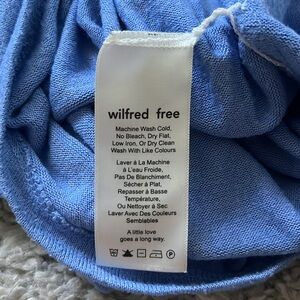 wilfred free
Machine Wash Cold,
No Bleach, Dry Flat,
Low Iron, Or Dry Clean
Wash With Like Colours
Laver à La Machine
à L'eau Froide,
Pas De Blanchiment,
Sécher à Plat,
Repasser à Basse
Température,
Ou Nettoyer à Sec
Laver Avec Des Couleurs
Semblables
A little love
goes a long way.